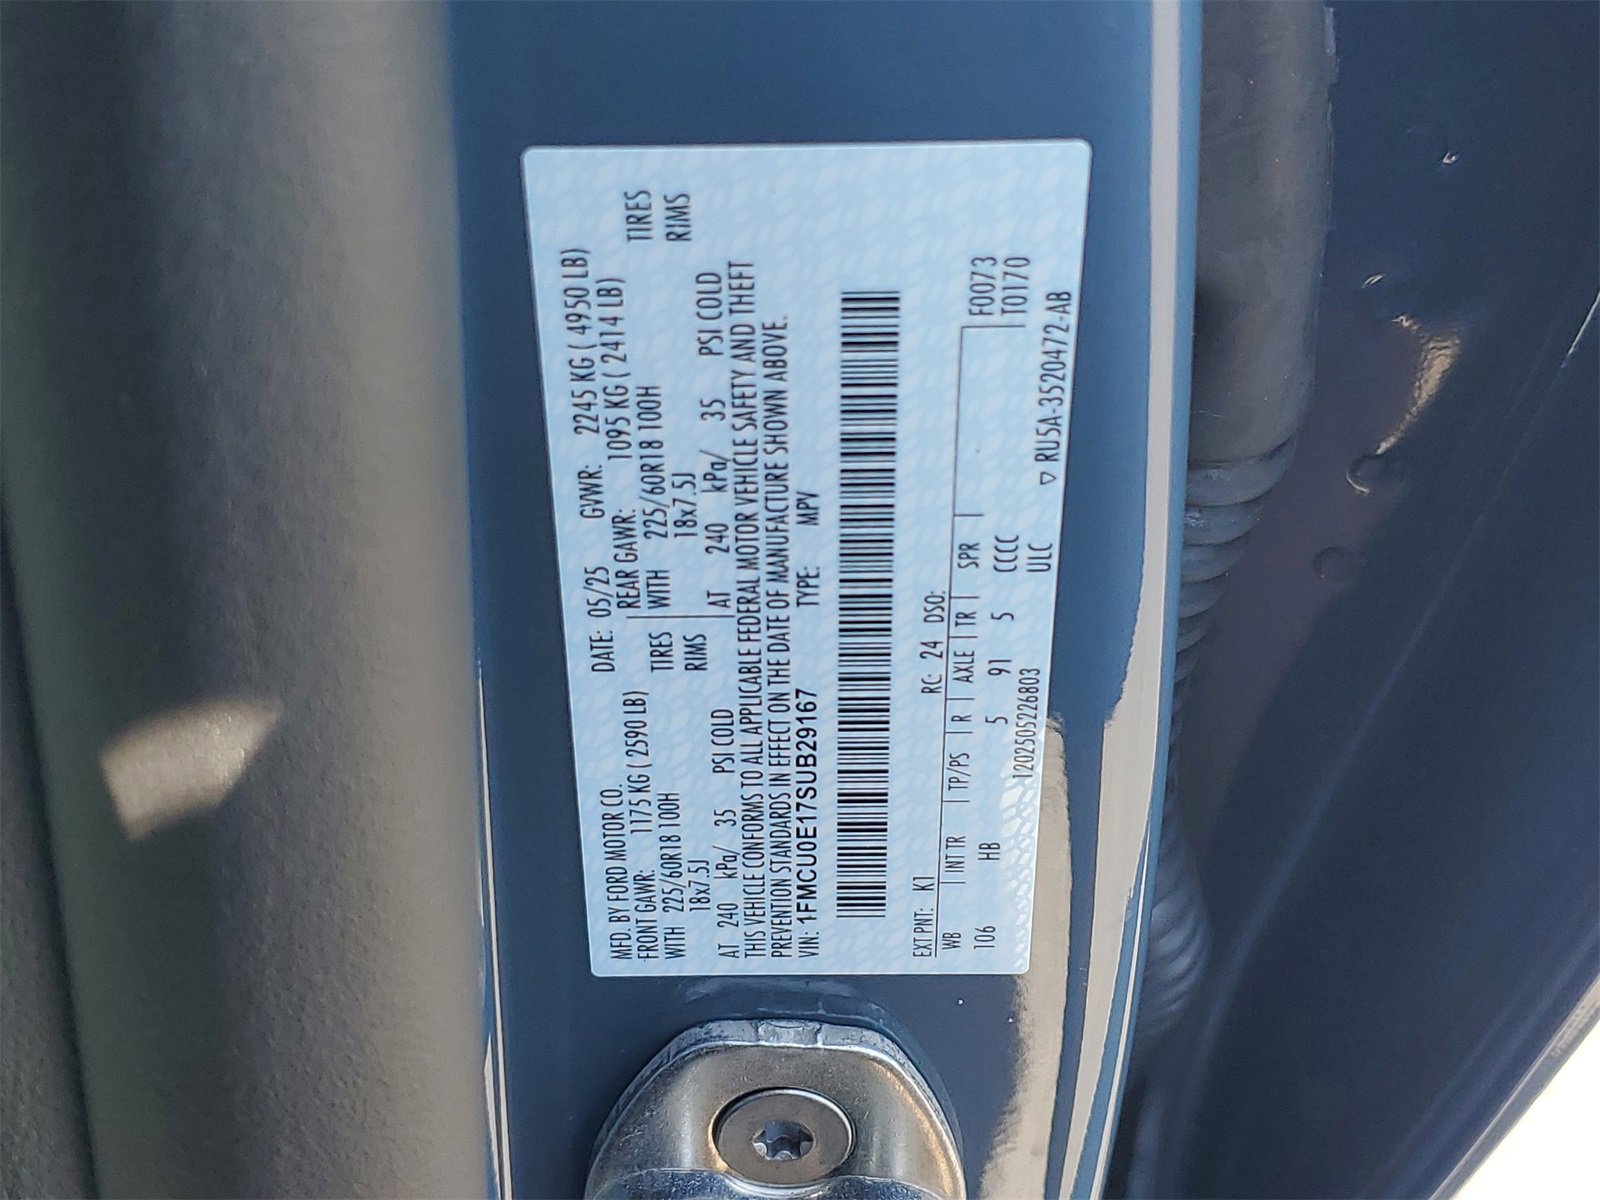 MFD. BY FORD MOTOR CO.
DATE: 05/25 GVWR: 2245 KG ( 4950 LB)
FRONT GAWR: 1175 KG ( 2590 LB) REAR GAWR: 1095 KG ( 2414 LB)
WITH 225/60R18 100H TIRES WITH 225/60R18 100H TIRES
18x7.5J RIMS 18x7.5J RIMS
AT 240 kPa/ 35 PSI COLD AT 240 kPa/ 35 PSI COLD
THIS VEHICLE CONFORMS TO ALL APPLICABLE FEDERAL MOTOR VEHICLE SAFETY AND THEFT
PREVENTION STANDARDS IN EFFECT ON THE DATE OF MANUFACTURE SHOWN ABOVE.
VIN: 1FMCU0E17SUB29167 TYPE: MPV
EXT PNT: K1 RC: 24 DSO:
WB INT TR TP/PS R AXLE TR SPR F0073
106 HB 5 91 5 CCCC T0170
1202505226803 ULC ▽ RU5A-3520472-AB